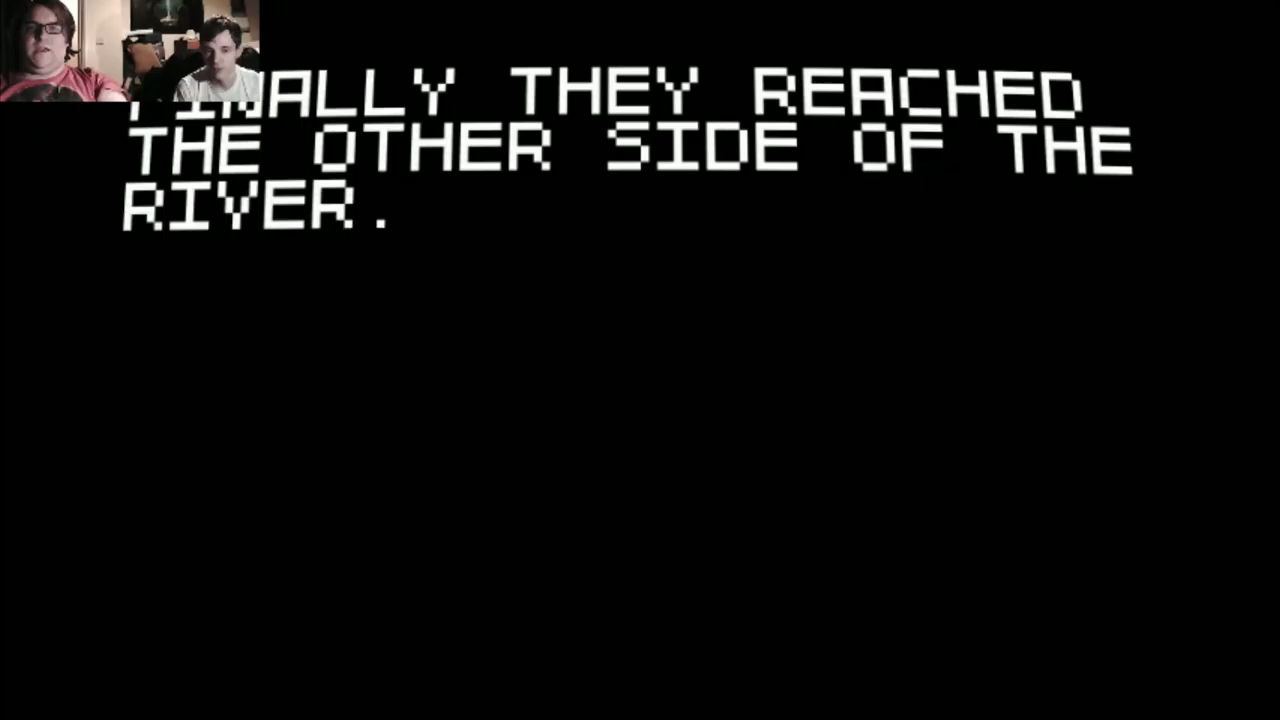 FINALLY THEY REACHED
THE OTHER SIDE OF THE
RIVER.